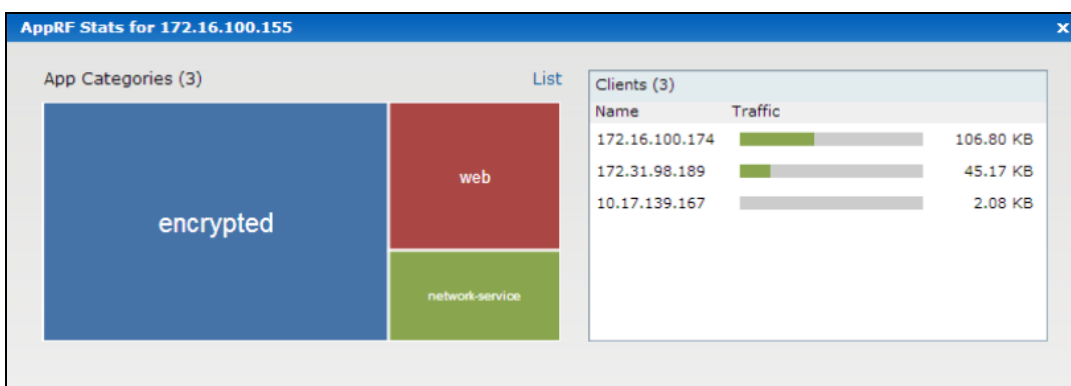 AppRF Stats for 172.16.100.155 x
App Categories (3) List
encrypted
web
network-service
Clients (3)
Name Traffic
172.16.100.174 106.80 KB
172.31.98.189 45.17 KB
10.17.139.167 2.08 KB